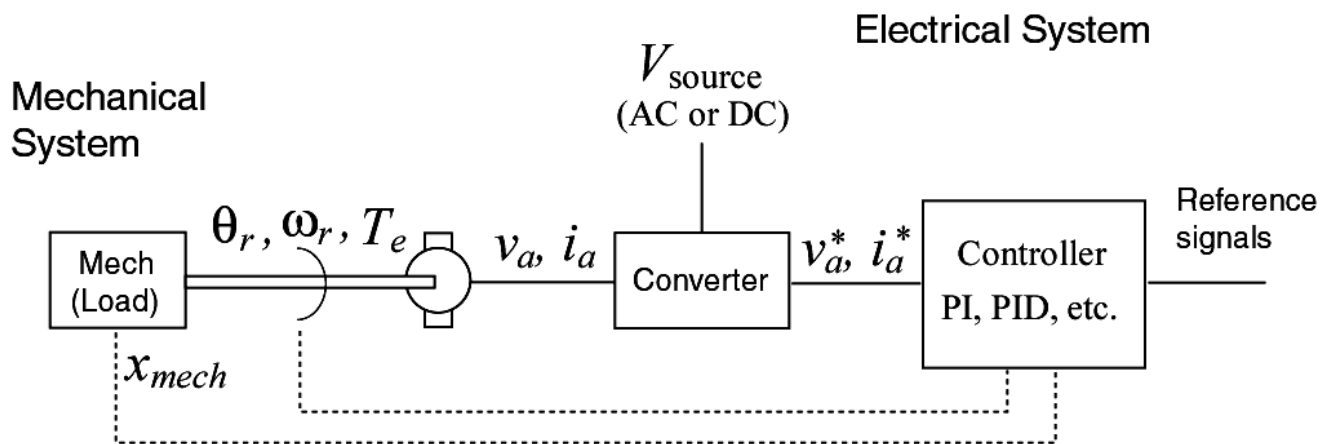 Electrical System
V_source
(AC or DC)
Mechanical
System
θ_r, ω_r, T_e
v_a, i_a
v_a^*, i_a^*
Reference
signals
Mech
(Load)
Converter
Controller
PI, PID, etc.
x_mech